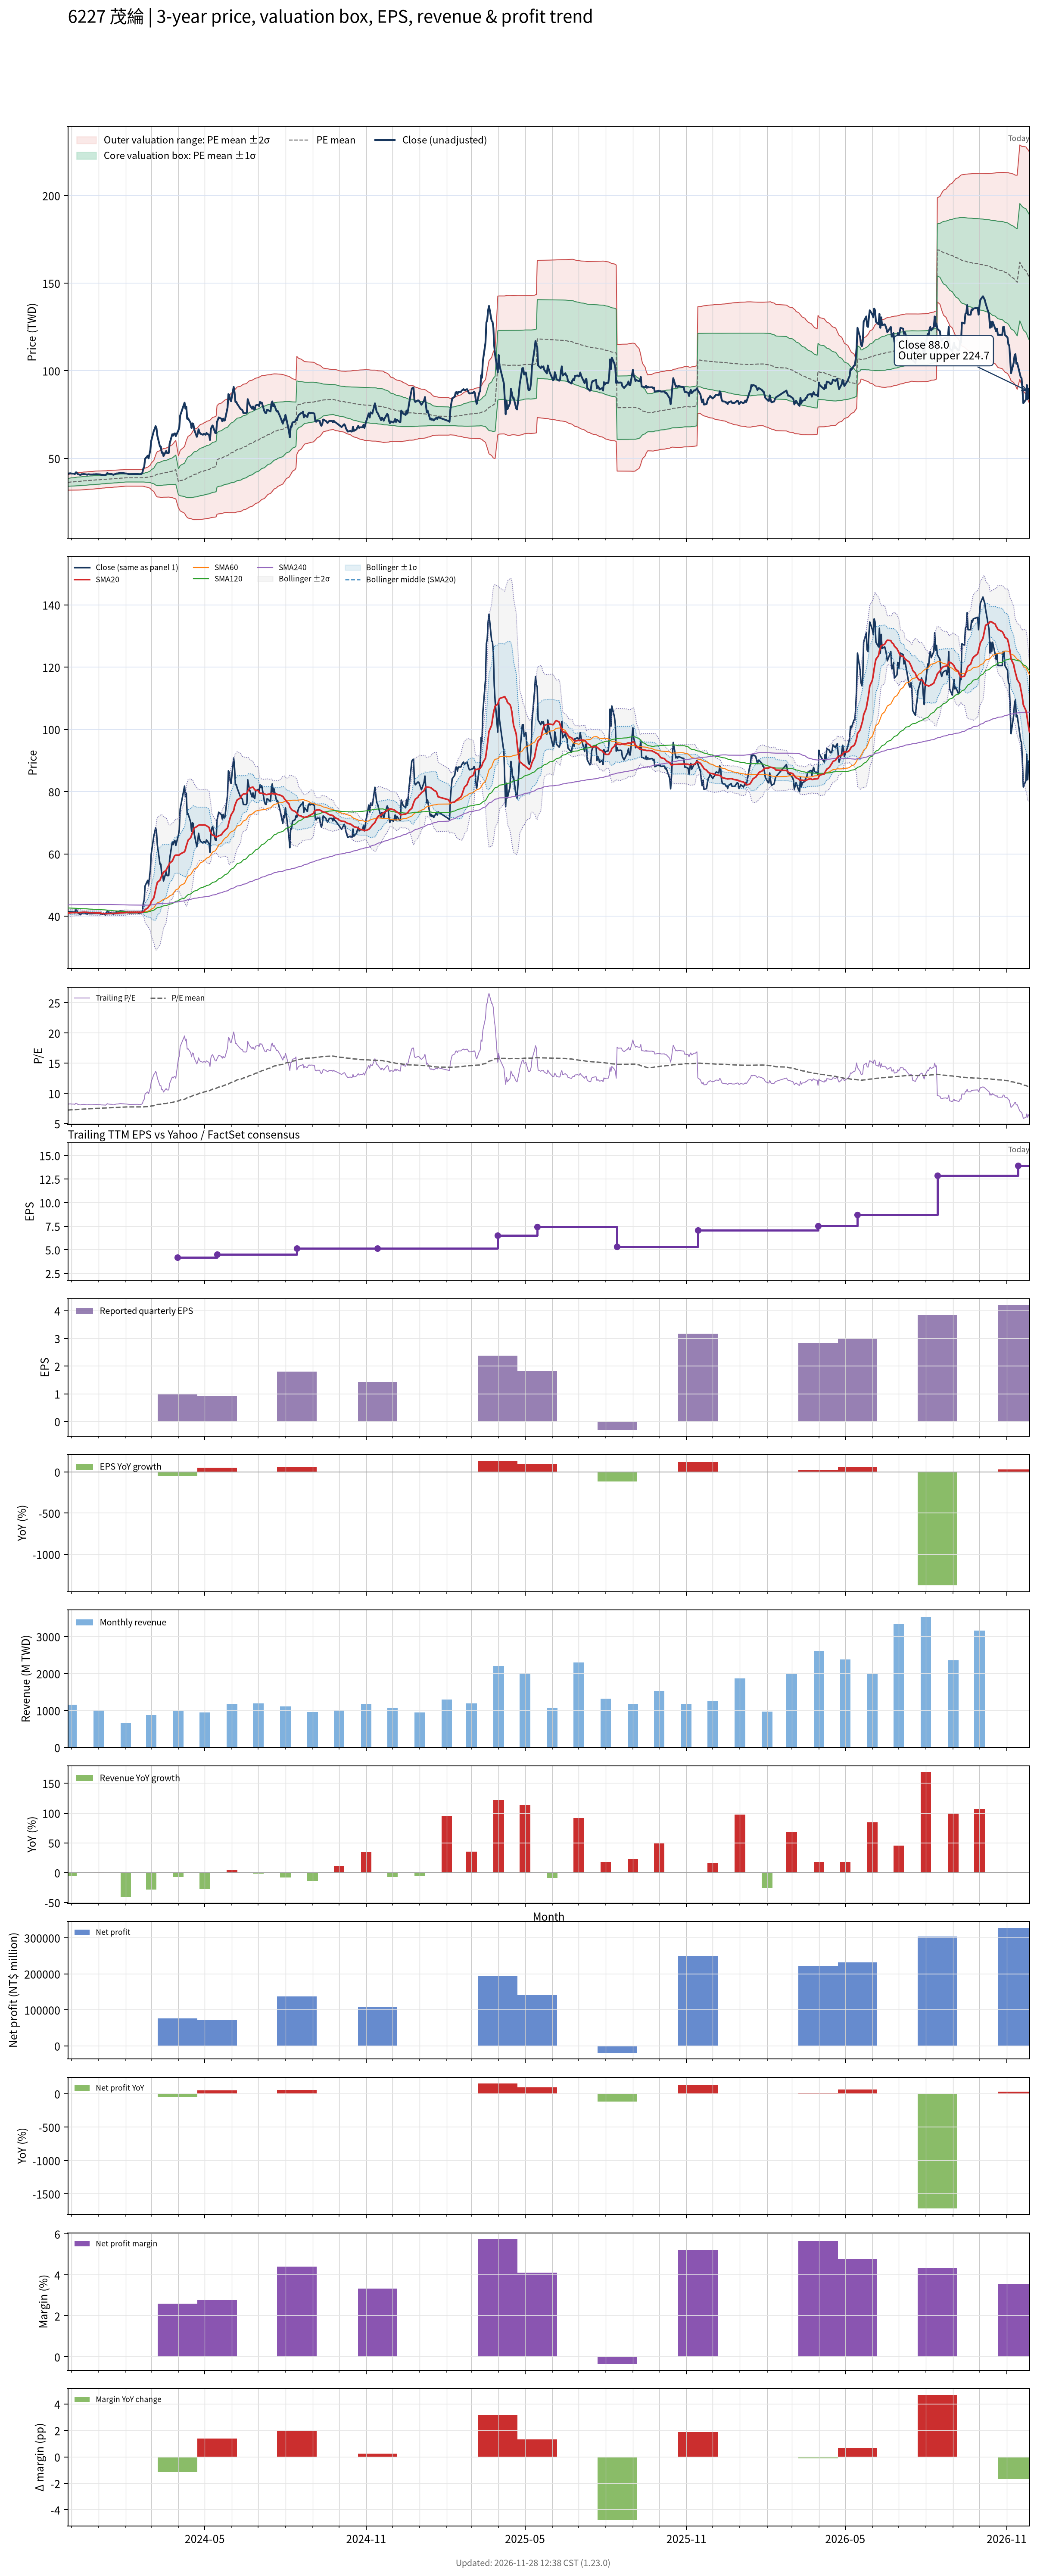 6227 茂綸 | 3-year price, valuation box, EPS, revenue & profit trend
Outer valuation range: PE mean ±2σ
PE mean
Close (unadjusted)
Core valuation box: PE mean ±1σ
Today
200
150
100
50
Price (TWD)
Close 88.0
Outer upper 224.7
Close (same as panel 1)
SMA20
SMA60
SMA120
SMA240
Bollinger ±2σ
Bollinger ±1σ
Bollinger middle (SMA20)
140
120
100
80
60
40
Price
Trailing P/E
P/E mean
25
20
15
10
5
P/E
Trailing TTM EPS vs Yahoo / FactSet consensus
Today
15.0
12.5
10.0
7.5
5.0
2.5
EPS
Reported quarterly EPS
4
3
2
1
0
EPS
EPS YoY growth
0
-500
-1000
YoY (%)
Monthly revenue
3000
2000
1000
0
Revenue (M TWD)
Revenue YoY growth
150
100
50
0
-50
YoY (%)
Month
Net profit
300000
200000
100000
0
Net profit (NT$ million)
Net profit YoY
0
-500
-1000
-1500
YoY (%)
Net profit margin
6
4
2
0
Margin (%)
Margin YoY change
4
2
0
-2
-4
Δ margin (pp)
2024-05
2024-11
2025-05
2025-11
2026-05
2026-11
Updated: 2026-11-28 12:38 CST (1.23.0)